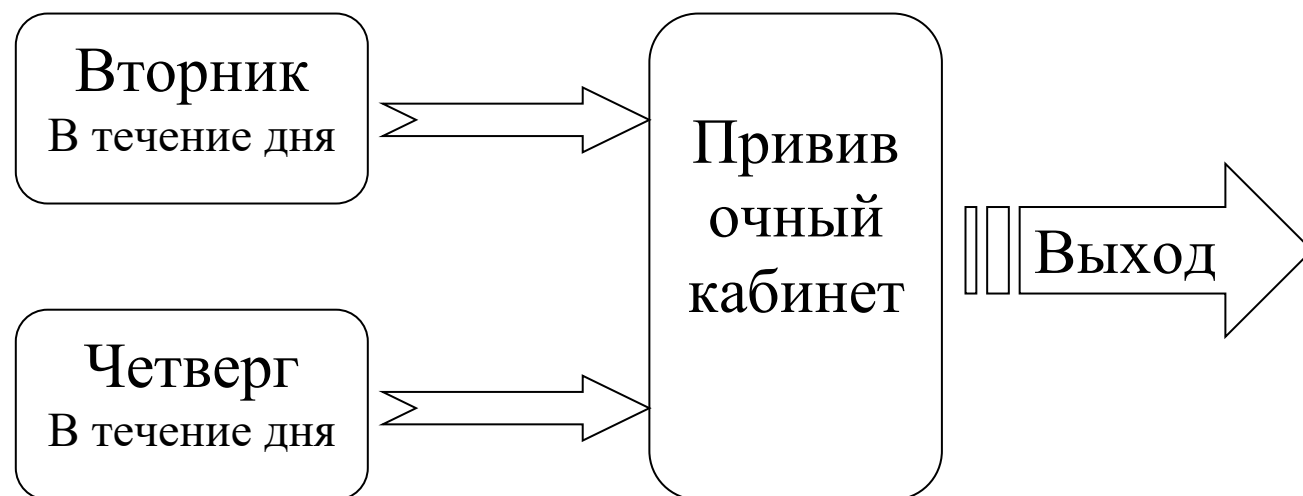 Вторник
В течение дня
Четверг
В течение дня
Привив
очный
кабинет
Выход